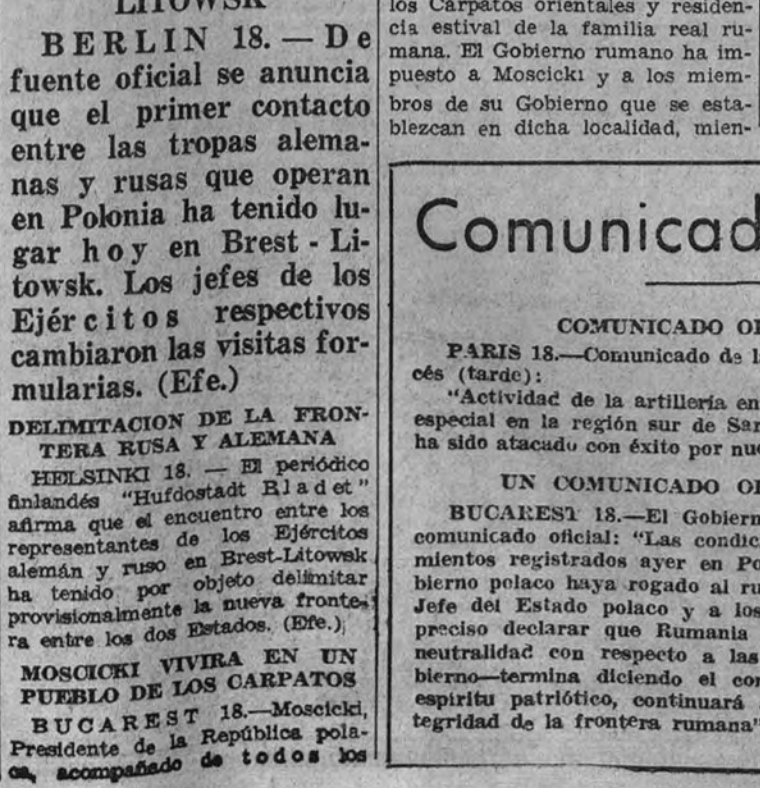 LITOWSK
BERLIN 18. — De
fuente oficial se anuncia
que el primer contacto
entre las tropas alema-
nas y rusas que operan
en Polonia ha tenido lu-
gar hoy en Brest - Li-
towsk. Los jefes de los
Ejércitos respectivos
cambiaron las visitas for-
mularias. (Efe.)
DELIMITACION DE LA FRON-
TERA RUSA Y ALEMANA
HELSINKI 18. — El periódico
finlandés "Hufdostadt Bladet"
afirma que el encuentro entre los
representantes de los Ejércitos
alemán y ruso en Brest-Litowsk
ha tenido por objeto delimitar
provisionalmente la nueva fronte-
ra entre los dos Estados. (Efe.)
MOSCICKI VIVIRA EN UN
PUEBLO DE LOS CARPATOS
BUCAREST 18.—Moscicki,
Presidente de la República pola-
ca, acompañado de todos los
los Cárpatos orientales y residen-
cia estival de la familia real ru-
mana. El Gobierno rumano ha im-
puesto a Moscicki y a los miem-
bros de su Gobierno que se esta-
blezcan en dicha localidad, mien-
Comunicad
COMUNICADO OF
PARIS 18.—Comunicado de l
cés (tarde):
"Actividad de la artillería en
especial en la región sur de Sar
ha sido atacado con éxito por nue
UN COMUNICADO OF
BUCAREST 18.—El Gobiern
comunicado oficial: "Las condic
mientos registrados ayer en Po
bierno polaco haya rogado al ru
Jefe del Estado polaco y a los
preciso declarar que Rumania
neutralidad con respecto a las
bierno—termina diciendo el co
espíritu patriótico, continuará
tegridad de la frontera rumana"